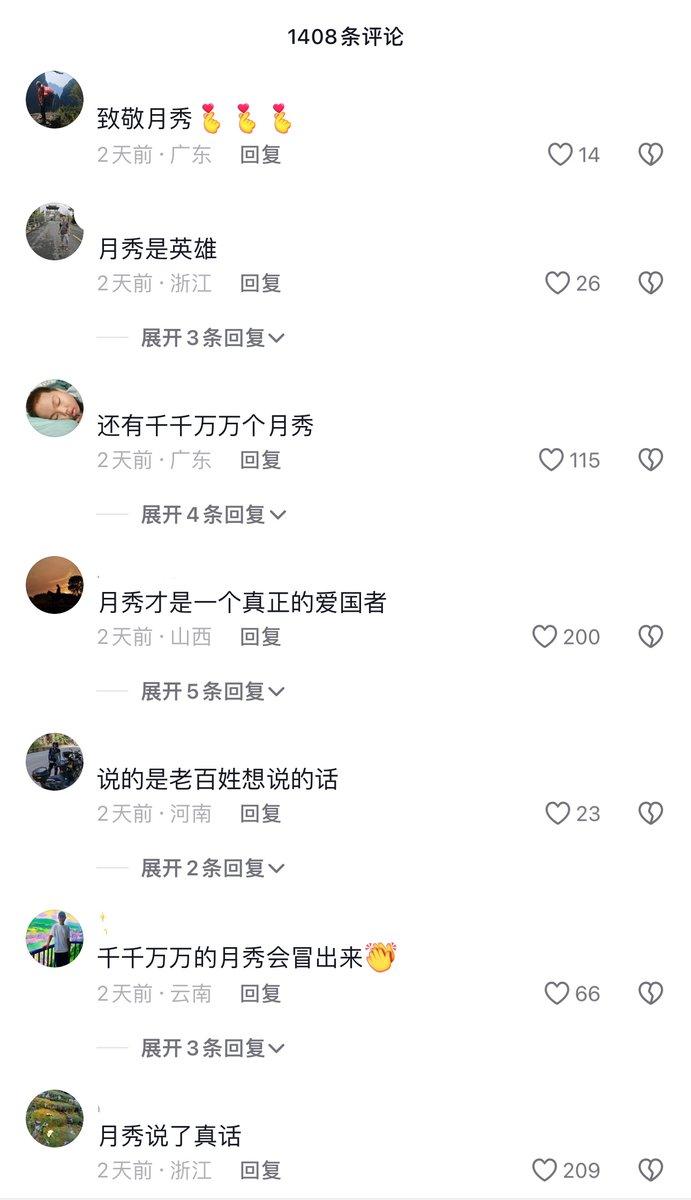 1408条评论
致敬月秀
2天前·广东 回复 14
月秀是英雄
2天前·浙江 回复 26
展开3条回复
还有千千万万个月秀
2天前·广东 回复 115
展开4条回复
月秀才是一个真正的爱国者
2天前·山西 回复 200
展开5条回复
说的是老百姓想说的话
2天前·河南 回复 23
展开2条回复
千千万万的月秀会冒出来👏
2天前·云南 回复 66
展开3条回复
月秀说了真话
2天前·浙江 回复 209